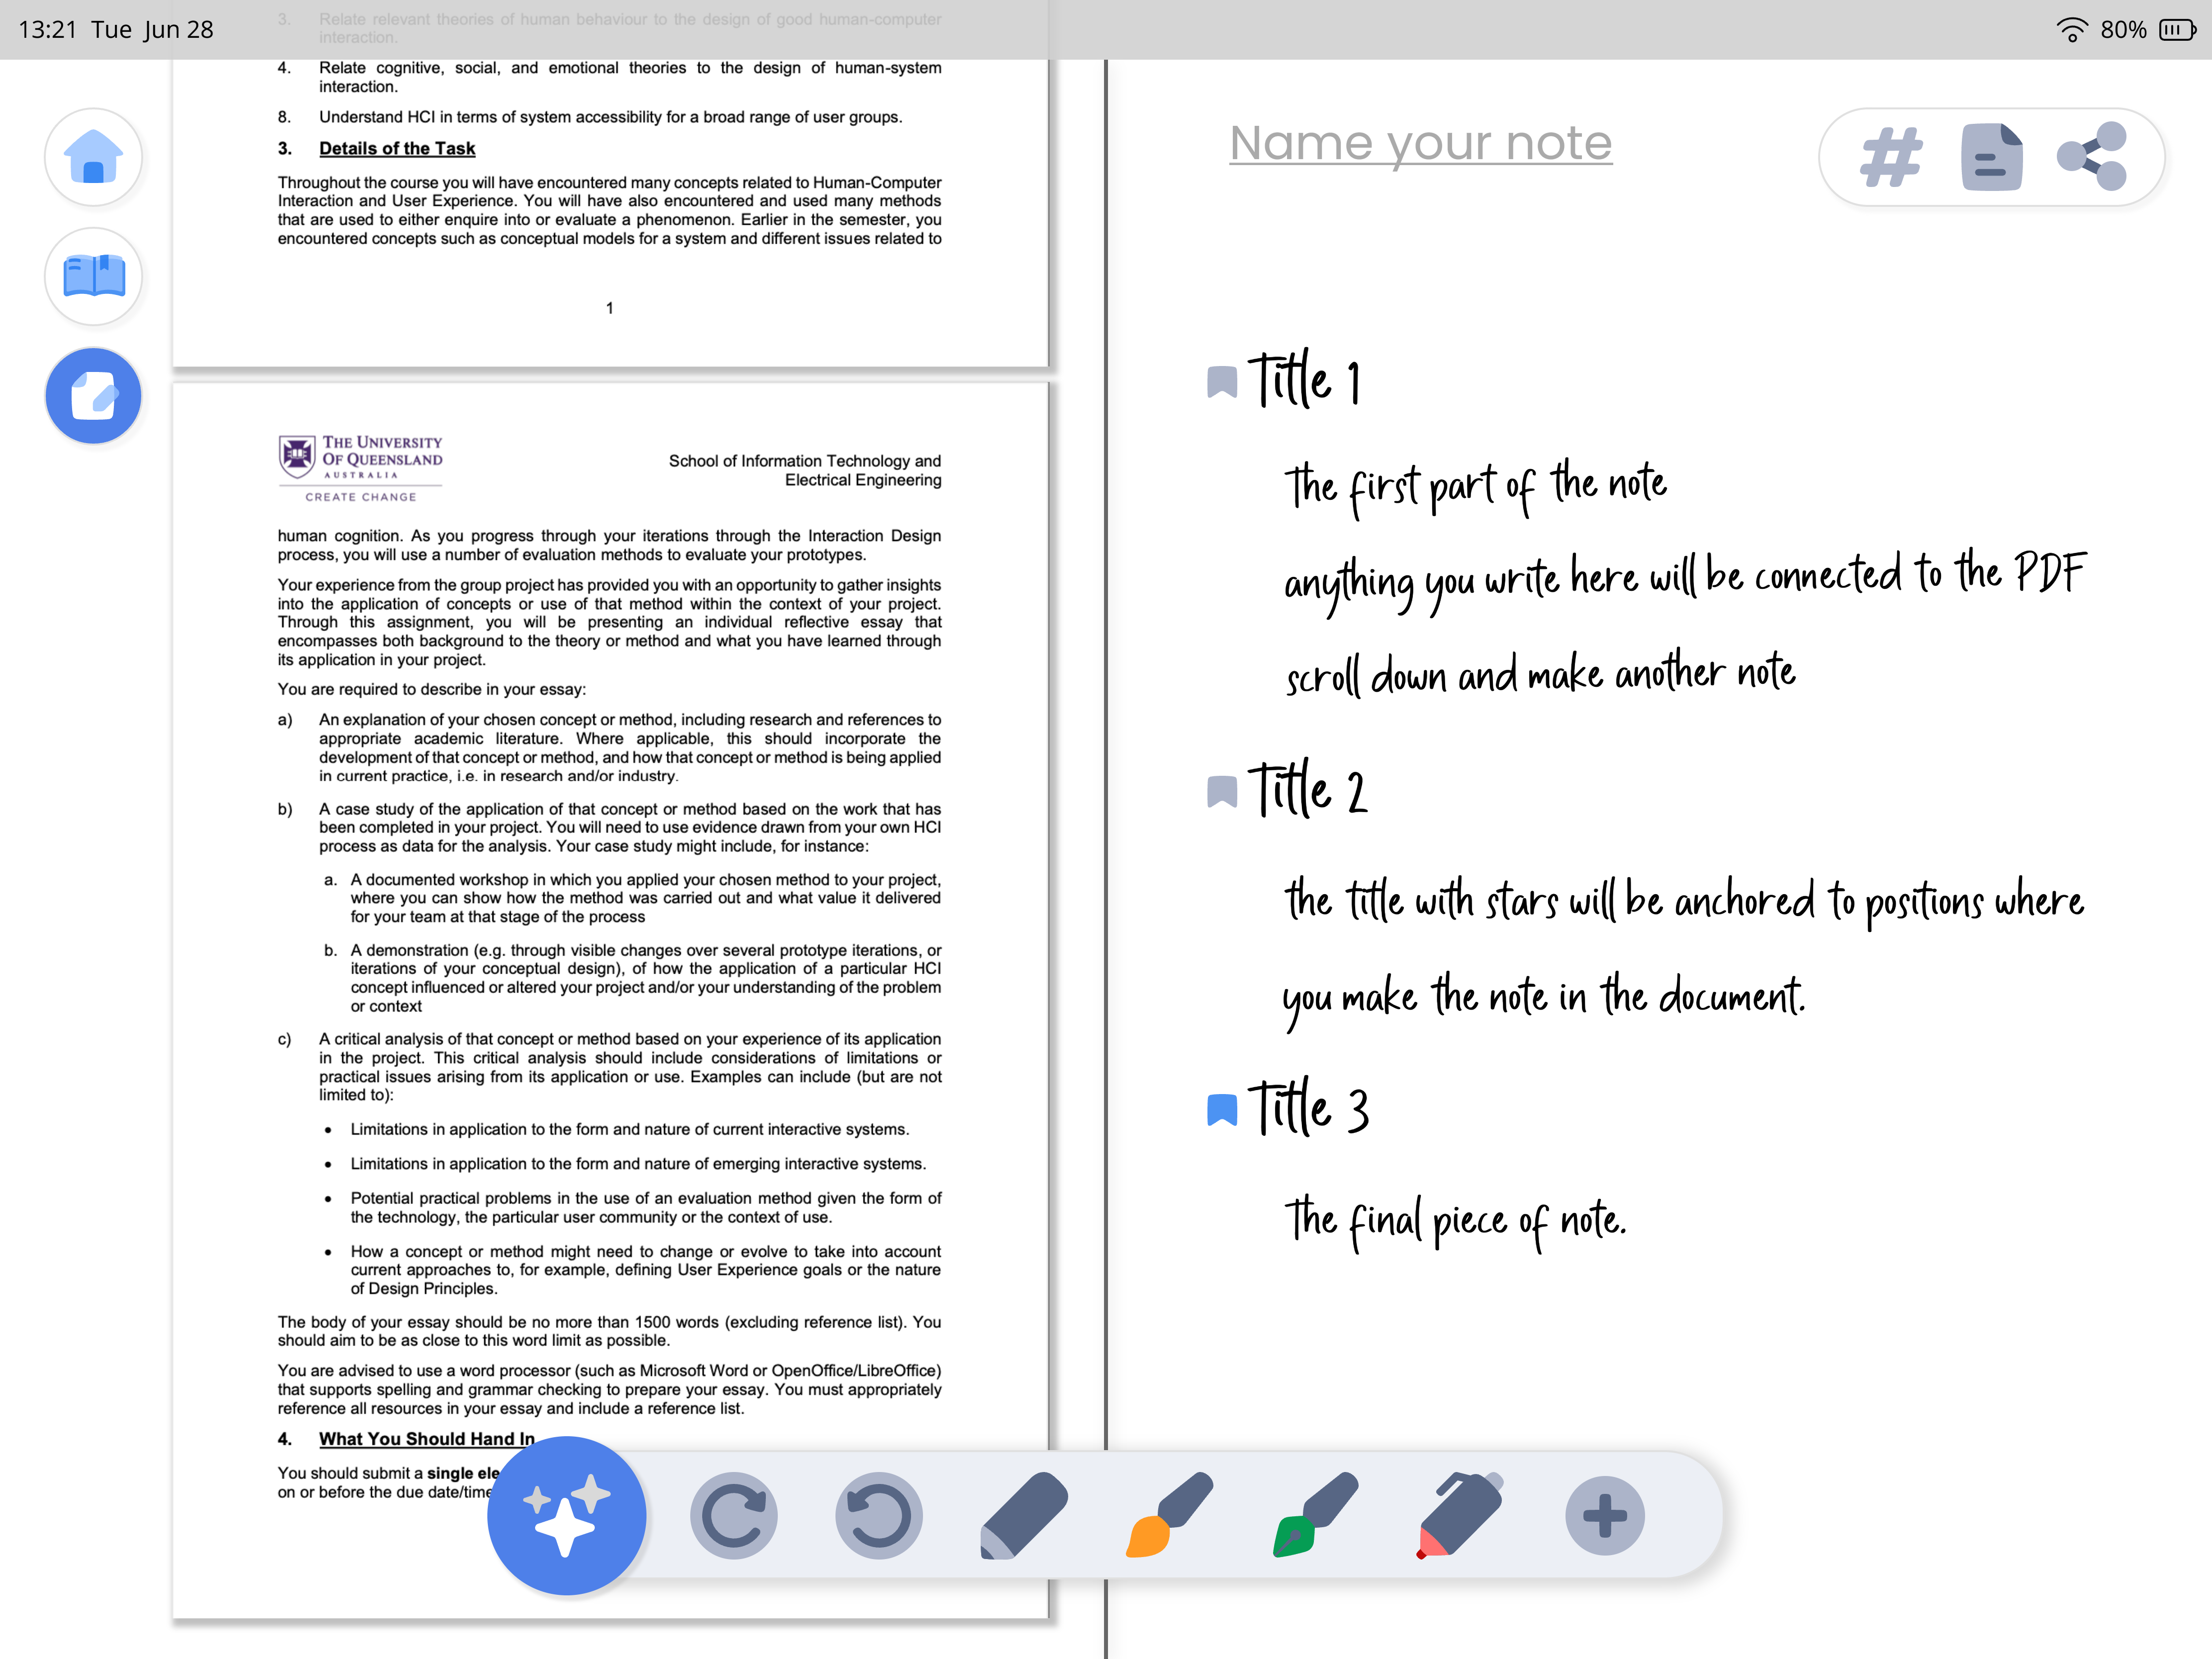 13:21 Tue Jun 28
80%
3. Relate relevant theories of human behaviour to the design of good human-computer
interaction.
4. Relate cognitive, social, and emotional theories to the design of human-system
interaction.
8. Understand HCI in terms of system accessibility for a broad range of user groups.
3. Details of the Task
Throughout the course you will have encountered many concepts related to Human-Computer
Interaction and User Experience. You will have also encountered and used many methods
that are used to either enquire into or evaluate a phenomenon. Earlier in the semester, you
encountered concepts such as conceptual models for a system and different issues related to
1
THE UNIVERSITY
OF QUEENSLAND
AUSTRALIA
CREATE CHANGE
School of Information Technology and
Electrical Engineering
human cognition. As you progress through your iterations through the Interaction Design
process, you will use a number of evaluation methods to evaluate your prototypes.
Your experience from the group project has provided you with an opportunity to gather insights
into the application of concepts or use of that method within the context of your project.
Through this assignment, you will be presenting an individual reflective essay that
encompasses both background to the theory or method and what you have learned through
its application in your project.
You are required to describe in your essay:
a) An explanation of your chosen concept or method, including research and references to
appropriate academic literature. Where applicable, this should incorporate the
development of that concept or method, and how that concept or method is being applied
in current practice, i.e. in research and/or industry.
b) A case study of the application of that concept or method based on the work that has
been completed in your project. You will need to use evidence drawn from your own HCI
process as data for the analysis. Your case study might include, for instance:
a. A documented workshop in which you applied your chosen method to your project,
where you can show how the method was carried out and what value it delivered
for your team at that stage of the process
b. A demonstration (e.g. through visible changes over several prototype iterations, or
iterations of your conceptual design), of how the application of a particular HCI
concept influenced or altered your project and/or your understanding of the problem
or context
c) A critical analysis of that concept or method based on your experience of its application
in the project. This critical analysis should include considerations of limitations or
practical issues arising from its application or use. Examples can include (but are not
limited to):
• Limitations in application to the form and nature of current interactive systems.
• Limitations in application to the form and nature of emerging interactive systems.
• Potential practical problems in the use of an evaluation method given the form of
the technology, the particular user community or the context of use.
• How a concept or method might need to change or evolve to take into account
current approaches to, for example, defining User Experience goals or the nature
of Design Principles.
The body of your essay should be no more than 1500 words (excluding reference list). You
should aim to be as close to this word limit as possible.
You are advised to use a word processor (such as Microsoft Word or OpenOffice/LibreOffice)
that supports spelling and grammar checking to prepare your essay. You must appropriately
reference all resources in your essay and include a reference list.
4. What You Should Hand In
You should submit a single ele
on or before the due date/time
Name your note
Title 1
the first part of the note
anything you write here will be connected to the PDF
scroll down and make another note
Title 2
the title with stars will be anchored to positions where
you make the note in the document.
Title 3
the final piece of note.